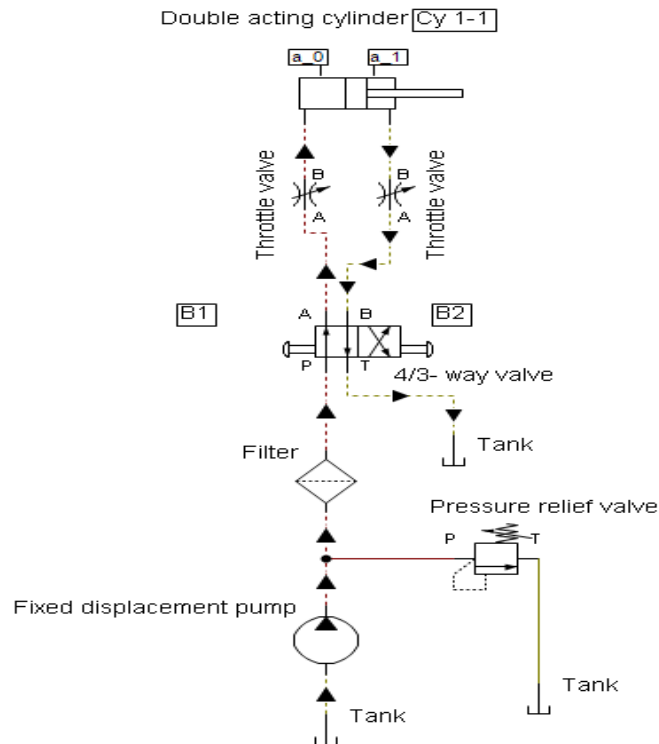 Double acting cylinder Cy 1-1
a_0 a_1
Throttle valve
B
A
B
A
Throttle valve
B1
A B
B2
P T
4/3- way valve
Filter
Tank
Pressure relief valve
P T
Fixed displacement pump
Tank
Tank